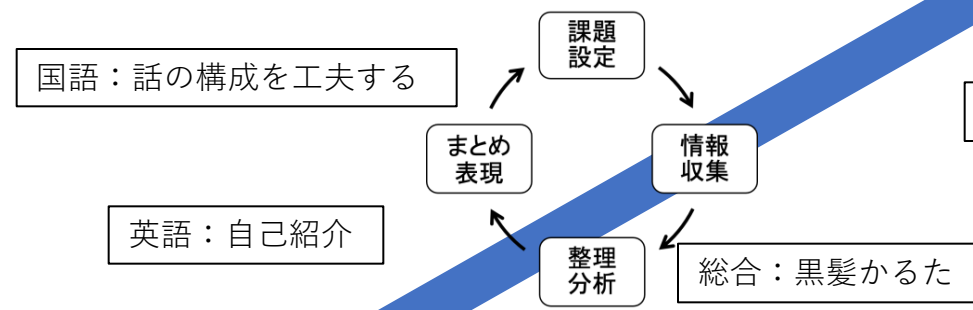 課題
設定
国語：話の構成を工夫する
まとめ
表現
情報
収集
英語：自己紹介
整理
分析
総合：黒髪かるた